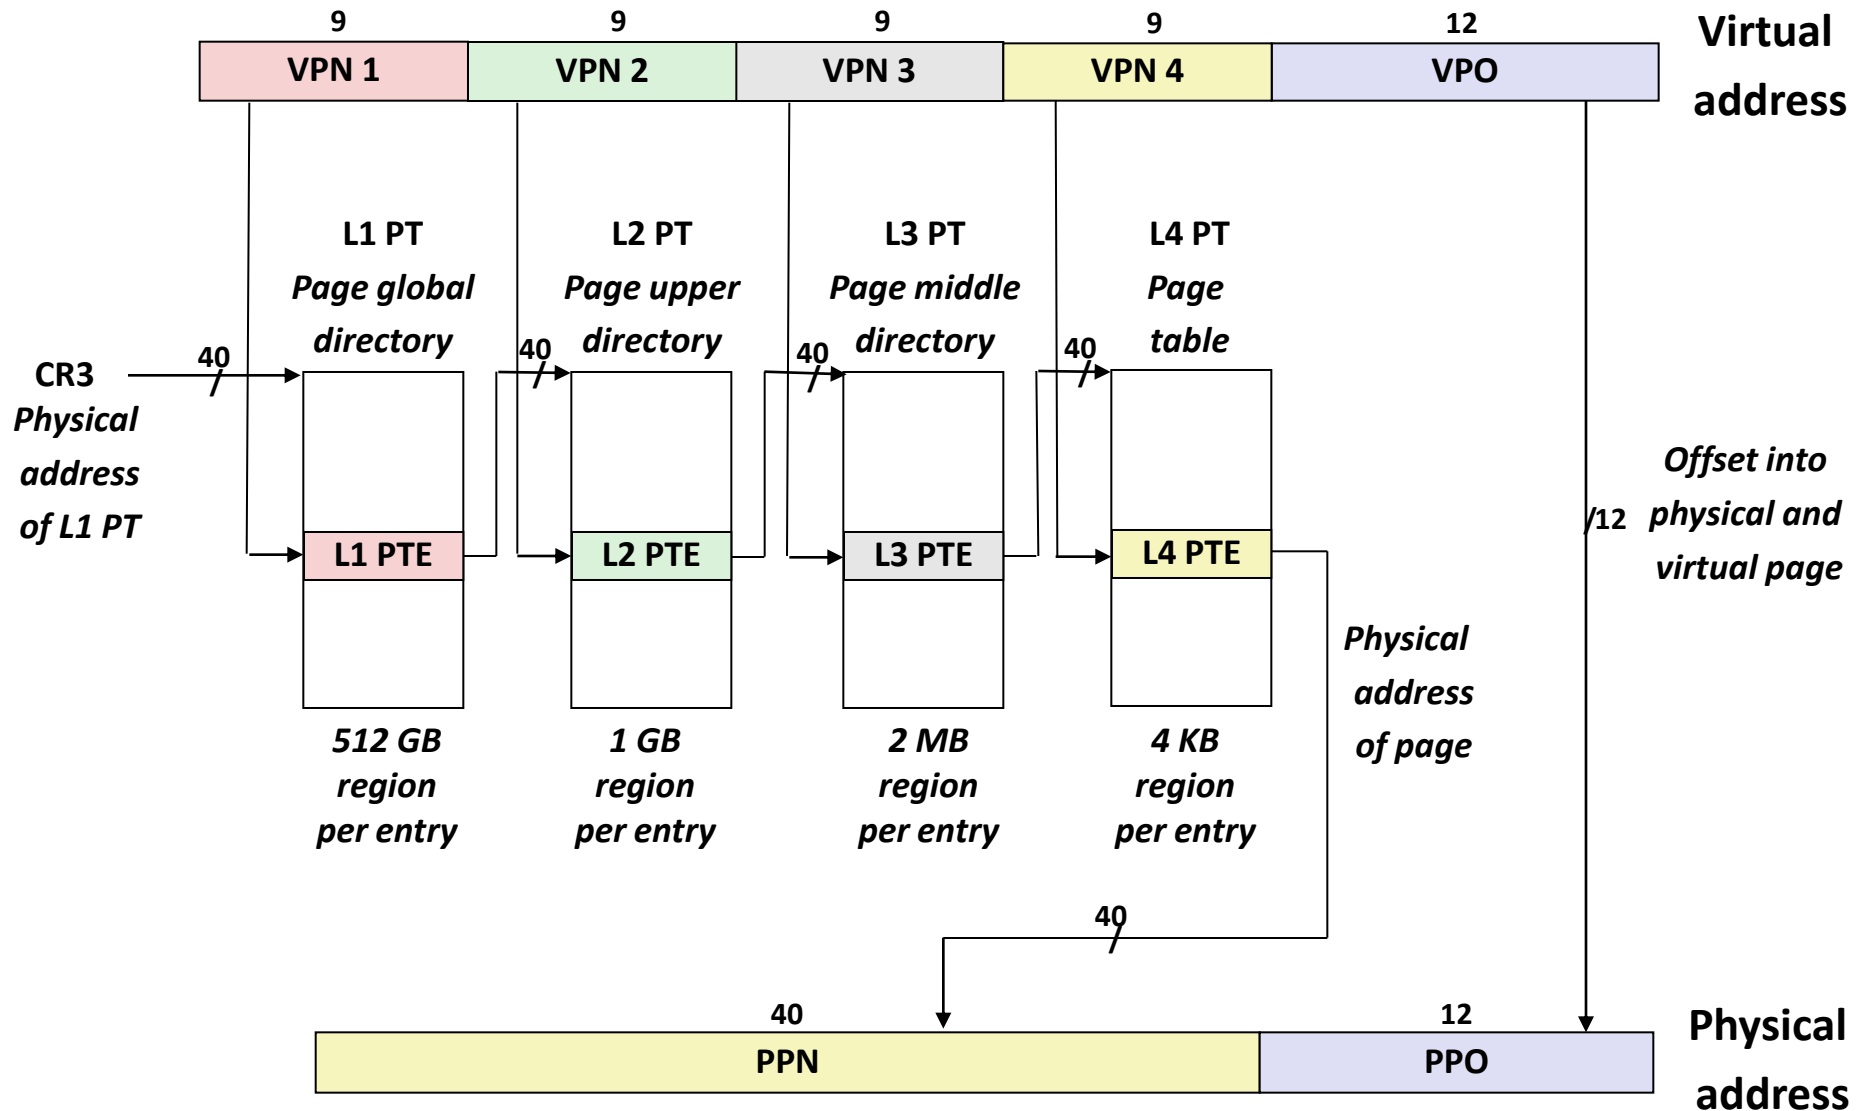 9
9
9
9
12
Virtual
address
VPN 1
VPN 2
VPN 3
VPN 4
VPO
L1 PT
Page global
directory
L2 PT
Page upper
directory
L3 PT
Page middle
directory
L4 PT
Page
table
CR3
Physical
address
of L1 PT
40
40
40
40
L1 PTE
L2 PTE
L3 PTE
L4 PTE
/12
Offset into
physical and
virtual page
512 GB
region
per entry
1 GB
region
per entry
2 MB
region
per entry
4 KB
region
per entry
Physical
address
of page
40
40
12
PPN
PPO
Physical
address